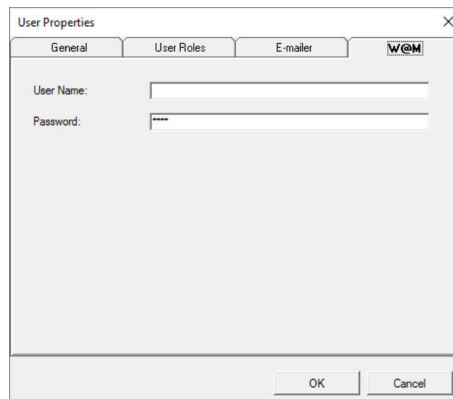 User Properties
General User Roles E-mailer W@M
User Name:
Password:
****
OK Cancel